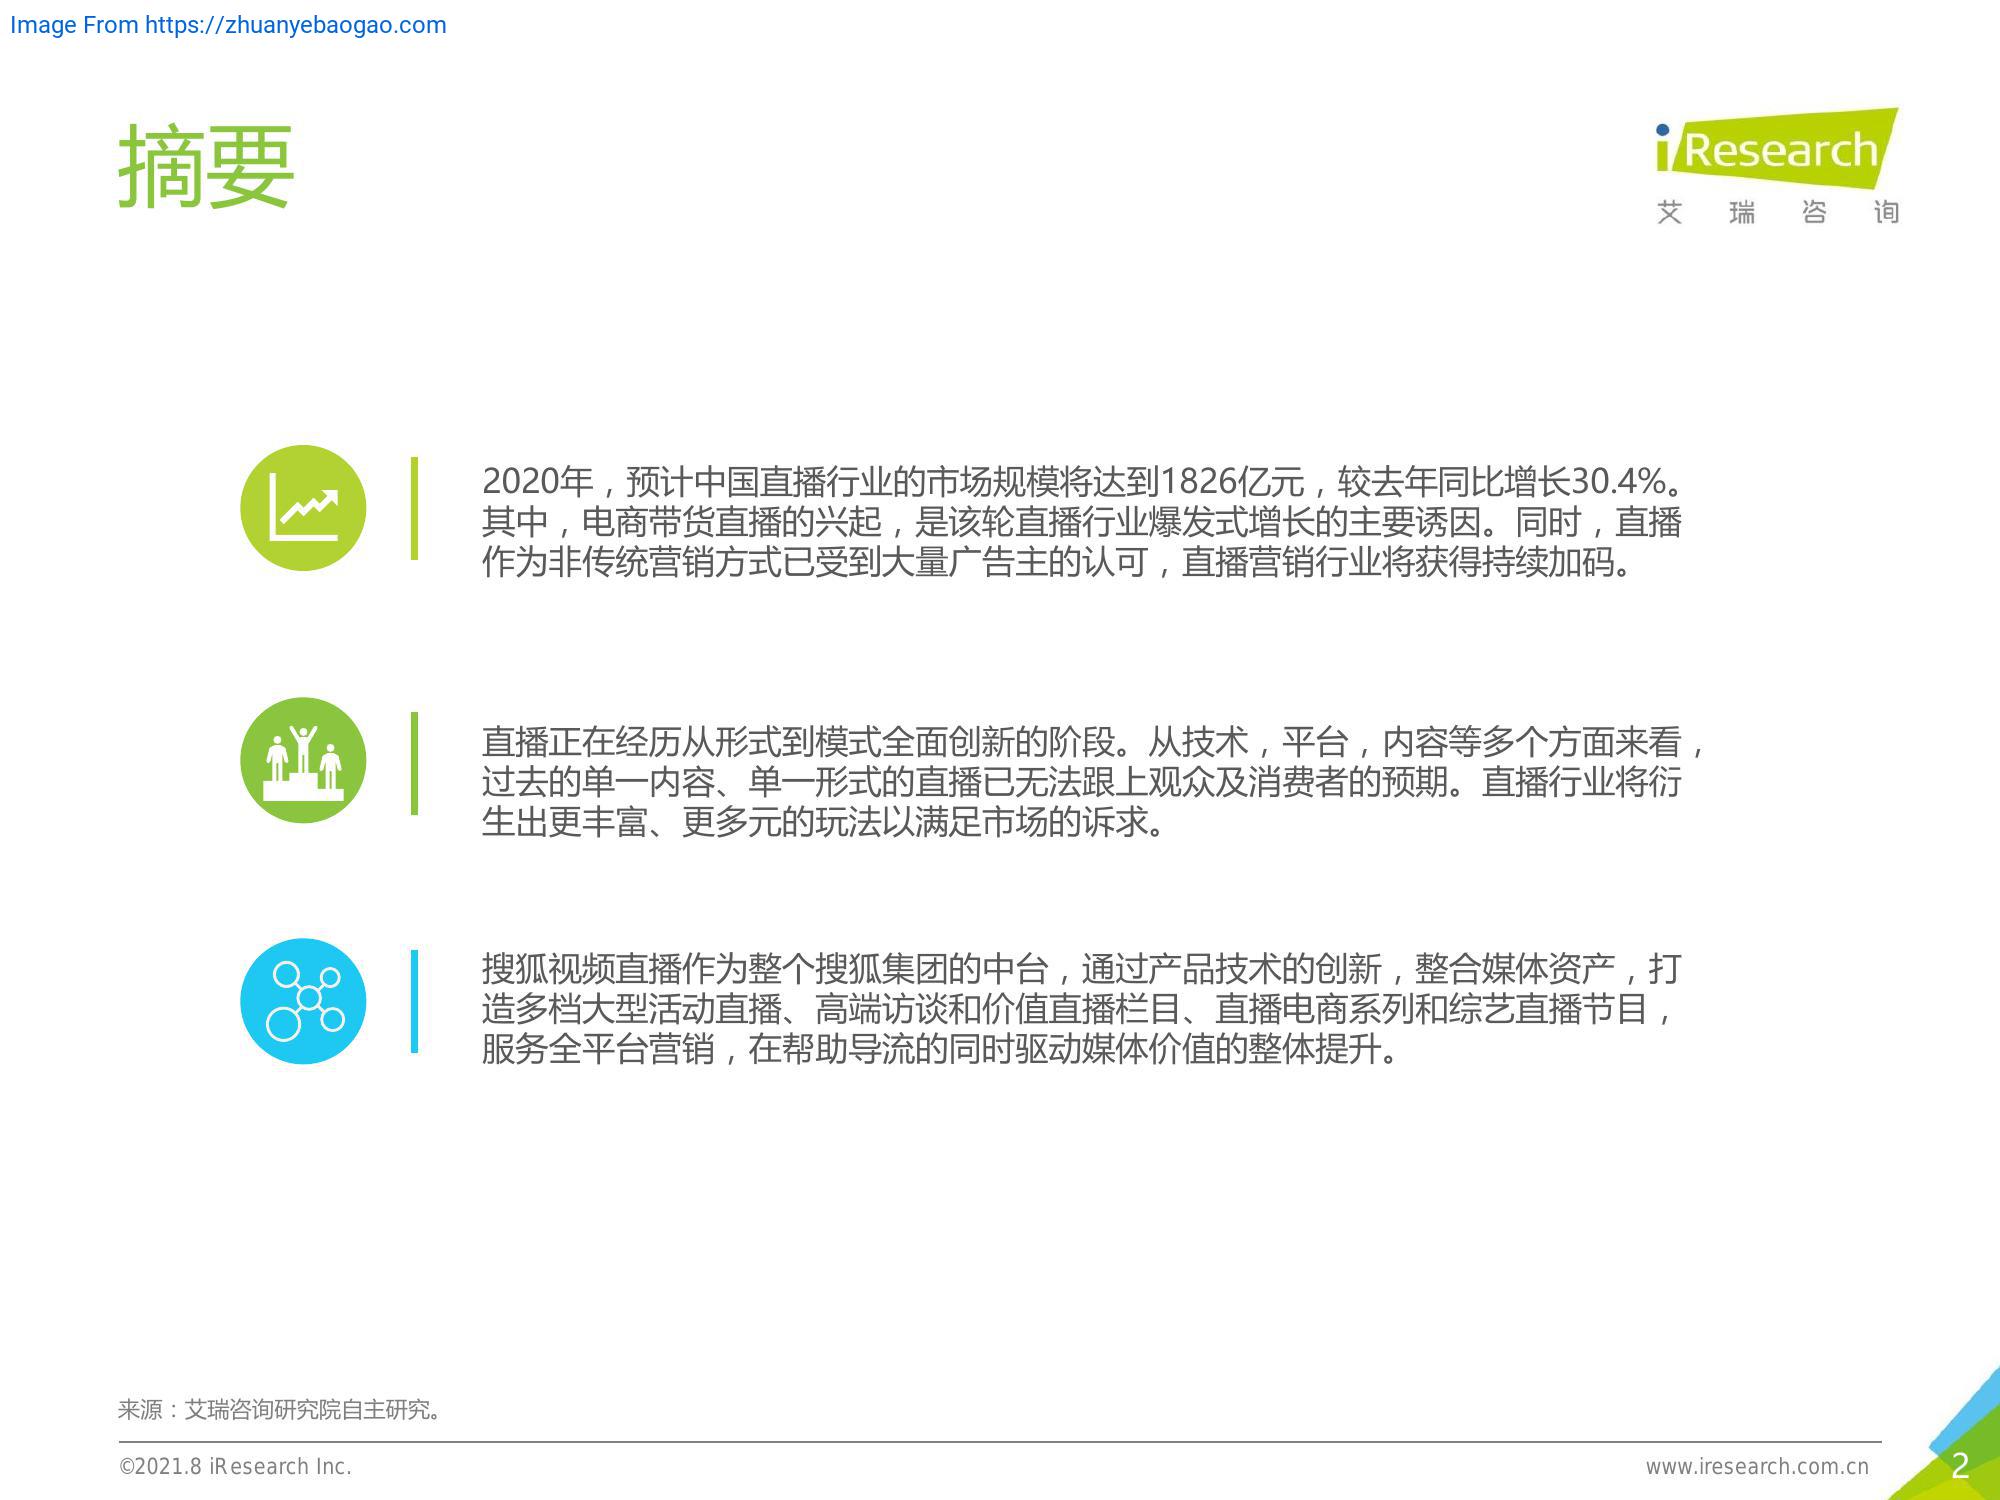 Image From https://zhuanyebaogao.com
摘要
iResearch
艾瑞咨询
2020年，预计中国直播行业的市场规模将达到1826亿元，较去年同比增长30.4%。
其中，电商带货直播的兴起，是该轮直播行业爆发式增长的主要诱因。同时，直播
作为非传统营销方式已受到大量广告主的认可，直播营销行业将获得持续加码。
直播正在经历从形式到模式全面创新的阶段。从技术，平台，内容等多个方面来看，
过去的单一内容、单一形式的直播已无法跟上观众及消费者的预期。直播行业将衍
生出更丰富、更多元的玩法以满足市场的诉求。
搜狐视频直播作为整个搜狐集团的中台，通过产品技术的创新，整合媒体资产，打
造多档大型活动直播、高端访谈和价值直播栏目、直播电商系列和综艺直播节目，
服务全平台营销，在帮助导流的同时驱动媒体价值的整体提升。
来源：艾瑞咨询研究院自主研究。
©2021.8 iResearch Inc.
www.iresearch.com.cn
2